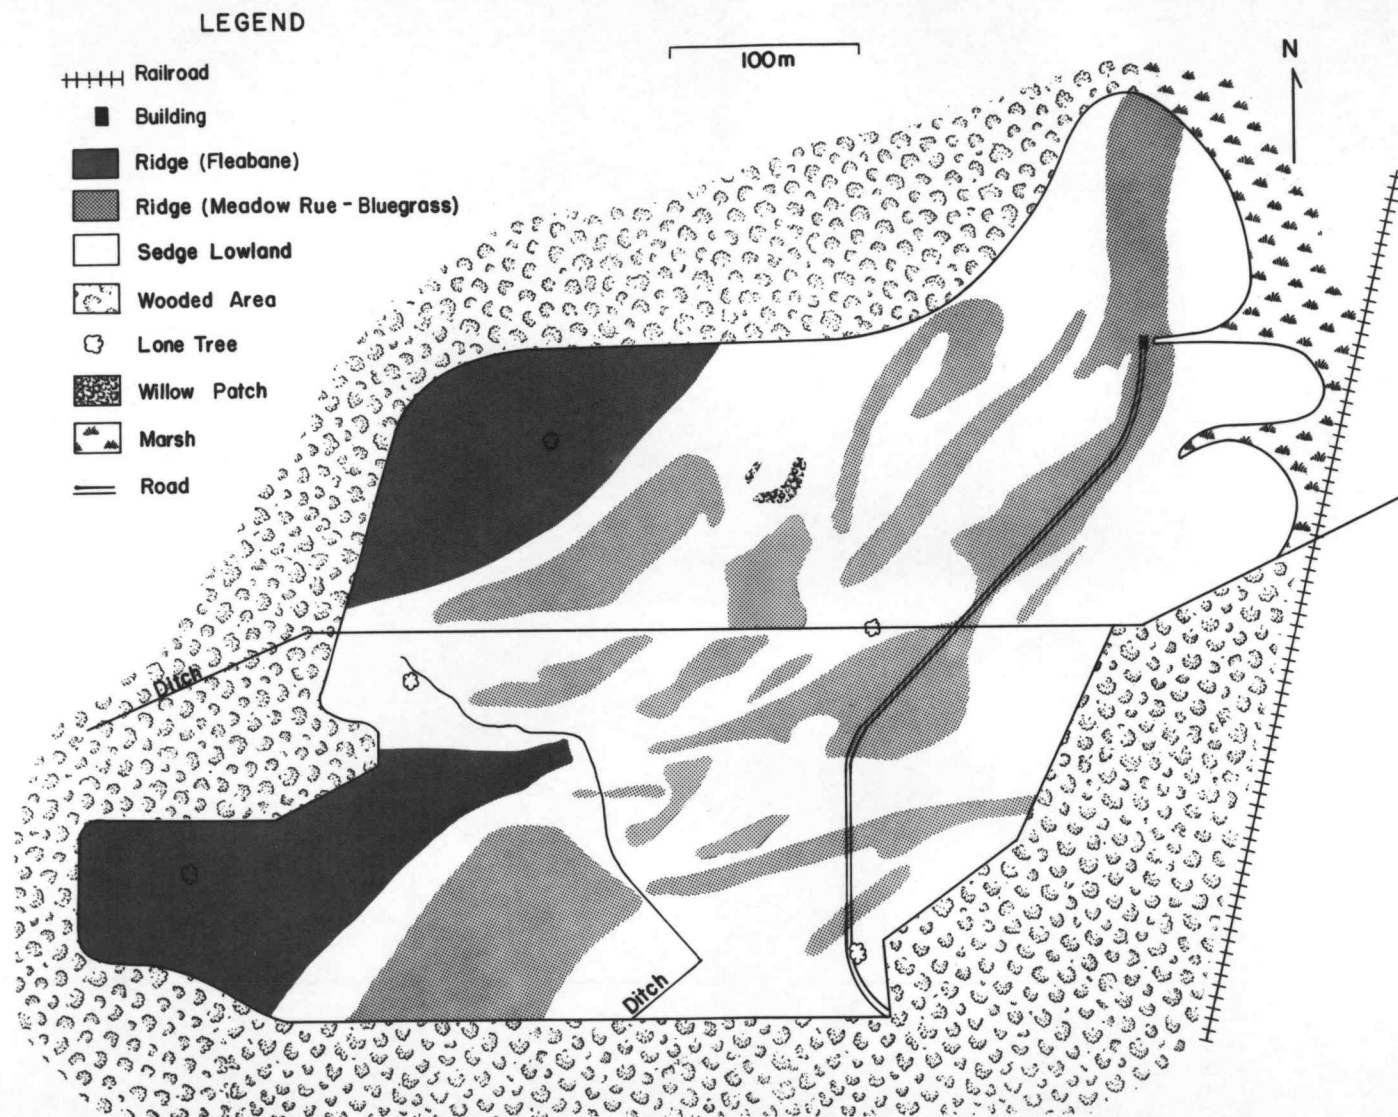 LEGEND
Railroad
Building
Ridge (Fleabane)
Ridge (Meadow Rue - Bluegrass)
Sedge Lowland
Wooded Area
Lone Tree
Willow Patch
Marsh
Road
100m
N
Ditch
Ditch